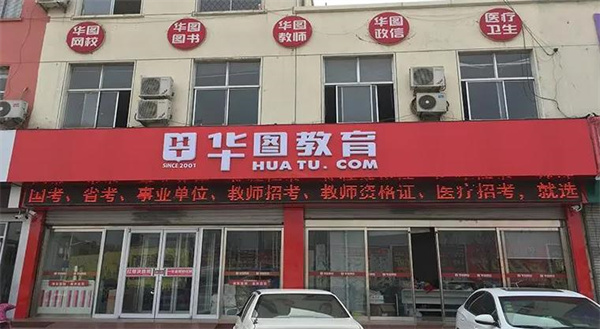 华图
网校
华图
图书
华图
教师
华图
政信
医疗
卫生
SINCE 2001
华图教育
HUATU.COM
国考、省考、事业单位、教师招考、教师资格证、医疗招考，就选